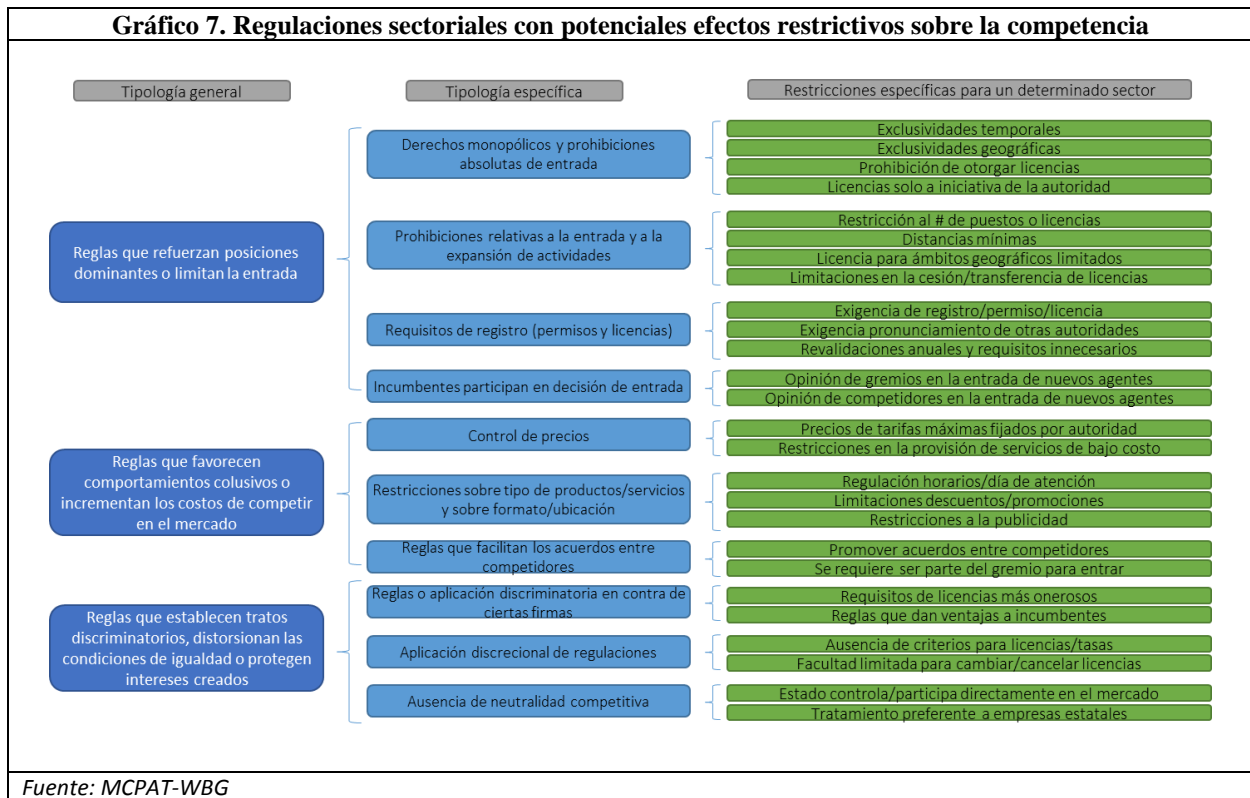 Gráfico 7. Regulaciones sectoriales con potenciales efectos restrictivos sobre la competencia
Tipología general
Tipología específica
Restricciones específicas para un determinado sector
Reglas que refuerzan posiciones
dominantes o limitan la entrada
Derechos monopólicos y prohibiciones
absolutas de entrada
Exclusividades temporales
Exclusividades geográficas
Prohibición de otorgar licencias
Licencias solo a iniciativa de la autoridad
Prohibiciones relativas a la entrada y a la
expansión de actividades
Restricción al # de puestos o licencias
Distancias mínimas
Licencia para ámbitos geográficos limitados
Limitaciones en la cesión/transferencia de licencias
Requisitos de registro (permisos y licencias)
Exigencia de registro/permiso/licencia
Exigencia pronunciamiento de otras autoridades
Revalidaciones anuales y requisitos innecesarios
Incumbentes participan en decisión de entrada
Opinión de gremios en la entrada de nuevos agentes
Opinión de competidores en la entrada de nuevos agentes
Reglas que favorecen
comportamientos colusivos o
incrementan los costos de competir
en el mercado
Control de precios
Precios de tarifas máximas fijados por autoridad
Restricciones en la provisión de servicios de bajo costo
Restricciones sobre tipo de productos/servicios
y sobre formato/ubicación
Regulación horarios/día de atención
Limitaciones descuentos/promociones
Restricciones a la publicidad
Reglas que facilitan los acuerdos entre
competidores
Promover acuerdos entre competidores
Se requiere ser parte del gremio para entrar
Reglas que establecen tratos
discriminatorios, distorsionan las
condiciones de igualdad o protegen
intereses creados
Reglas o aplicación discriminatoria en contra de
ciertas firmas
Requisitos de licencias más onerosos
Reglas que dan ventajas a incumbentes
Aplicación discrecional de regulaciones
Ausencia de criterios para licencias/tasas
Facultad limitada para cambiar/cancelar licencias
Ausencia de neutralidad competitiva
Estado controla/participa directamente en el mercado
Tratamiento preferente a empresas estatales
Fuente: MCPAT-WBG